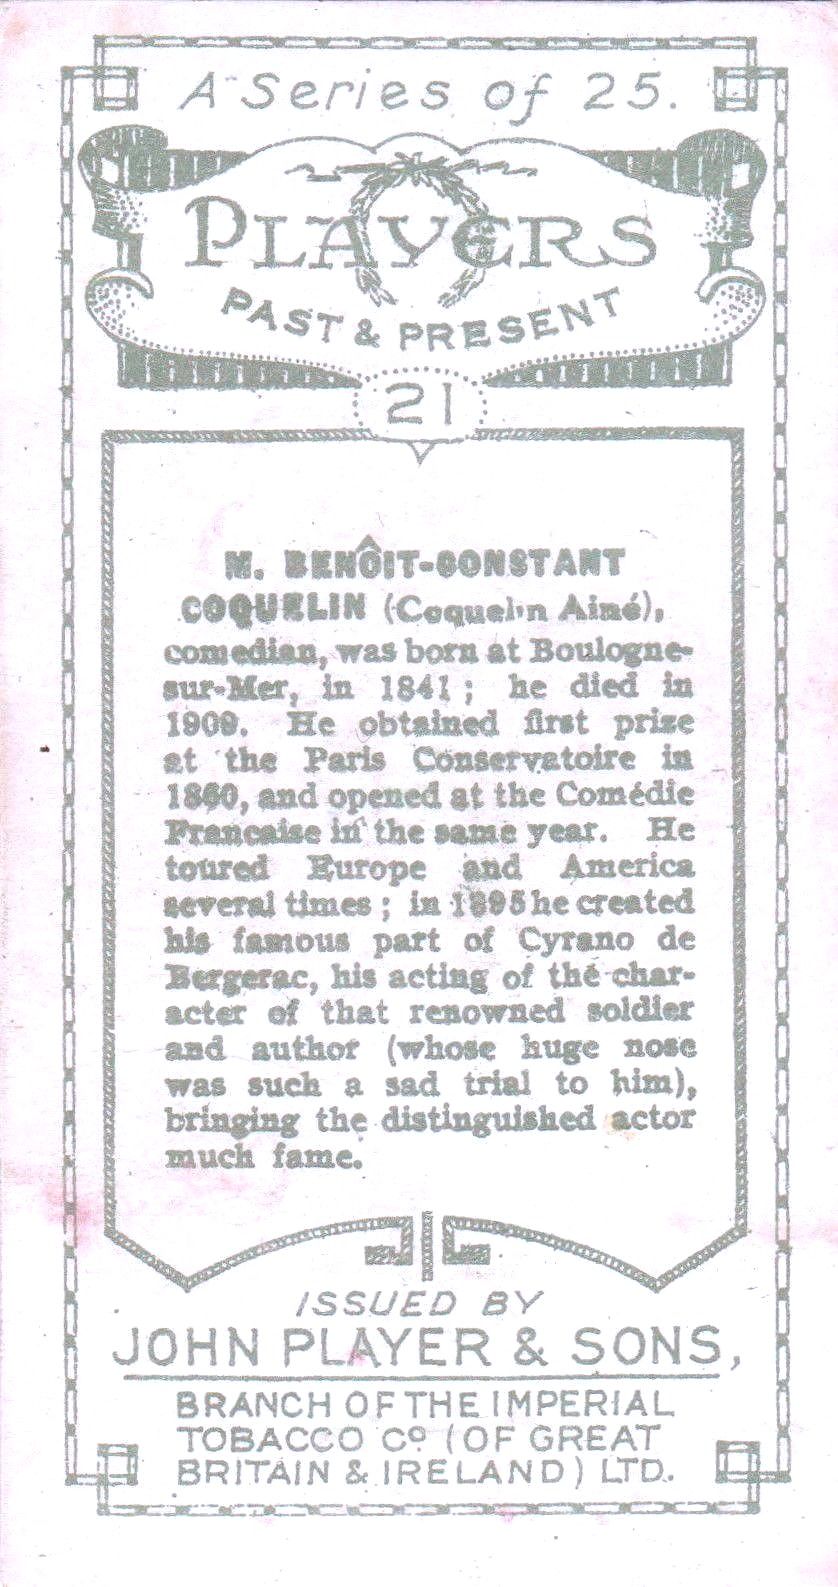 A Series of 25.
PLAYERS
PAST & PRESENT
21
M. BENÔIT-CONSTANT
COQUELIN (Coquelin Ainé),
comedian, was born at Boulogne-
sur-Mer, in 1841; he died in
1909. He obtained first prize
at the Paris Conservatoire in
1860, and opened at the Comédie
Francaise in the same year. He
toured Europe and America
several times; in 1895 he created
his famous part of Cyrano de
Bergerac, his acting of the char-
acter of that renowned soldier
and author (whose huge nose
was such a sad trial to him),
bringing the distinguished actor
much fame.
ISSUED BY
JOHN PLAYER & SONS,
BRANCH OF THE IMPERIAL
TOBACCO Cº (OF GREAT
BRITAIN & IRELAND) LTD.